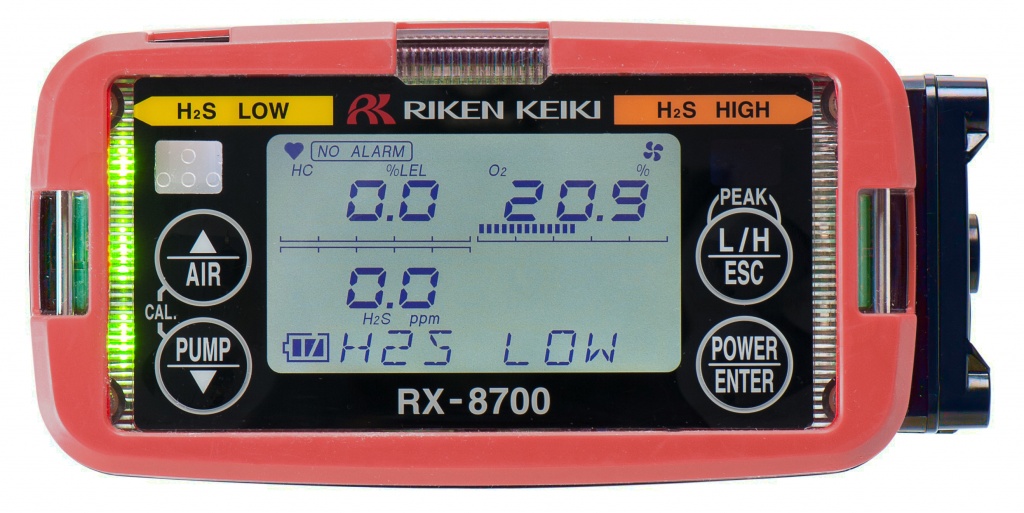 H2S LOW
RIKEN KEIKI
H2S HIGH
NO ALARM
HC %LEL
O2 %
0.0
20.9
PEAK
L/H
ESC
AIR
CAL.
PUMP
0.0
H2S ppm
H2S LOW
POWER
ENTER
RX-8700